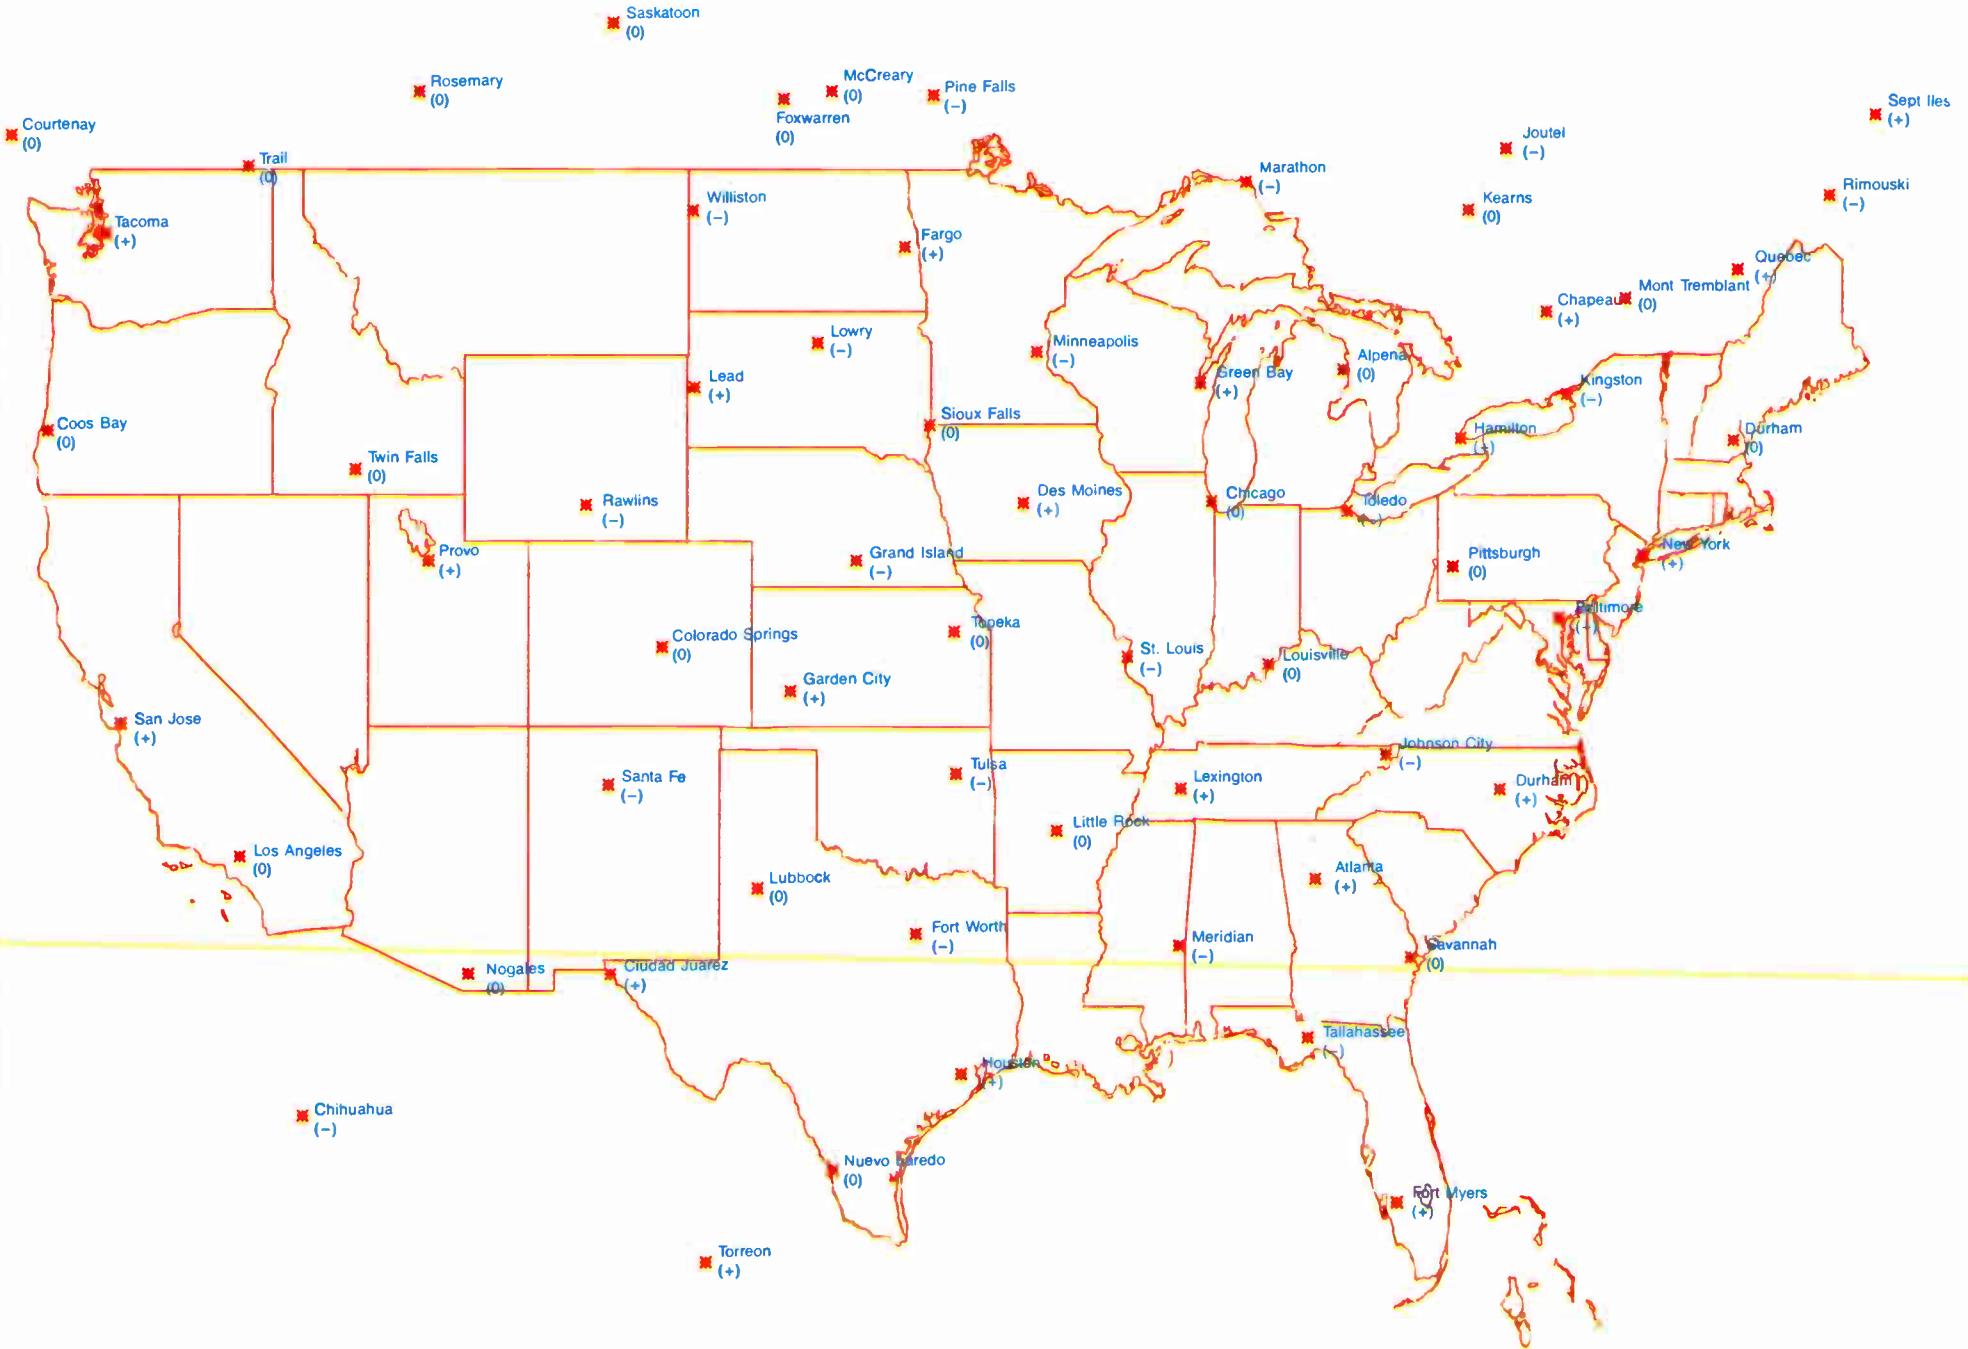 Saskatoon
(0)
Rosemary
(0)
McCreary
(0)
Pine Falls
(-)
Foxwarren
(0)
Sept Iles
(+)
Courtenay
(0)
Joutel
(-)
Trail
(0)
Marathon
(-)
Rimouski
(-)
Williston
(-)
Kearns
(0)
Tacoma
(+)
Fargo
(+)
Quebec
(+)
Mont Tremblant
(0)
Chapeau
(+)
Lowry
(-)
Minneapolis
(-)
Alpena
(0)
Green Bay
(+)
Lead
(+)
Kingston
(-)
Sioux Falls
(0)
Coos Bay
(0)
Hamilton
(+)
Durham
(0)
Twin Falls
(0)
Rawlins
(-)
Des Moines
(+)
Chicago
(0)
Toledo
(-)
Provo
(+)
Grand Island
(-)
Pittsburgh
(0)
New York
(+)
Baltimore
(+)
Colorado Springs
(0)
Topeka
(0)
St. Louis
(-)
Louisville
(0)
Garden City
(+)
San Jose
(+)
Johnson City
(-)
Santa Fe
(-)
Tulsa
(-)
Lexington
(+)
Durham
(+)
Little Rock
(0)
Los Angeles
(0)
Lubbock
(0)
Atlanta
(+)
Fort Worth
(-)
Meridian
(-)
Savannah
(0)
Nogales
(0)
Ciudad Juarez
(+)
Tallahassee
(-)
Houston
(+)
Chihuahua
(-)
Nuevo Laredo
(0)
Fort Myers
(+)
Torreon
(+)